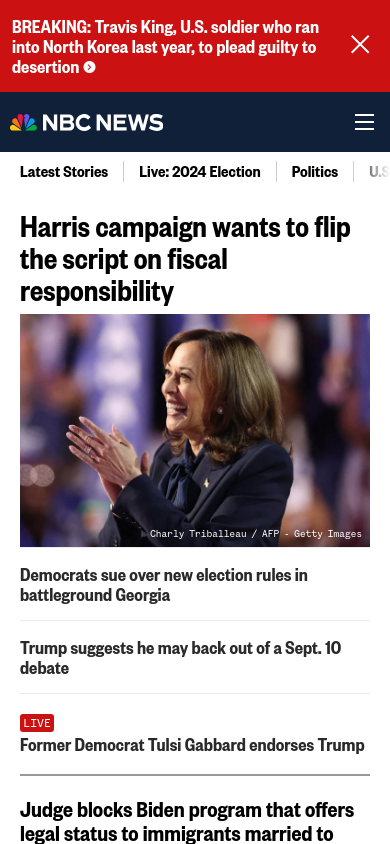 BREAKING: Travis King, U.S. soldier who ran
into North Korea last year, to plead guilty to
desertion
NBC NEWS
Latest Stories
Live: 2024 Election
Politics
U.S
Harris campaign wants to flip
the script on fiscal
responsibility
Charly Triballeau / AFP - Getty Images
Democrats sue over new election rules in
battleground Georgia
Trump suggests he may back out of a Sept. 10
debate
LIVE
Former Democrat Tulsi Gabbard endorses Trump
Judge blocks Biden program that offers
legal status to immigrants married to